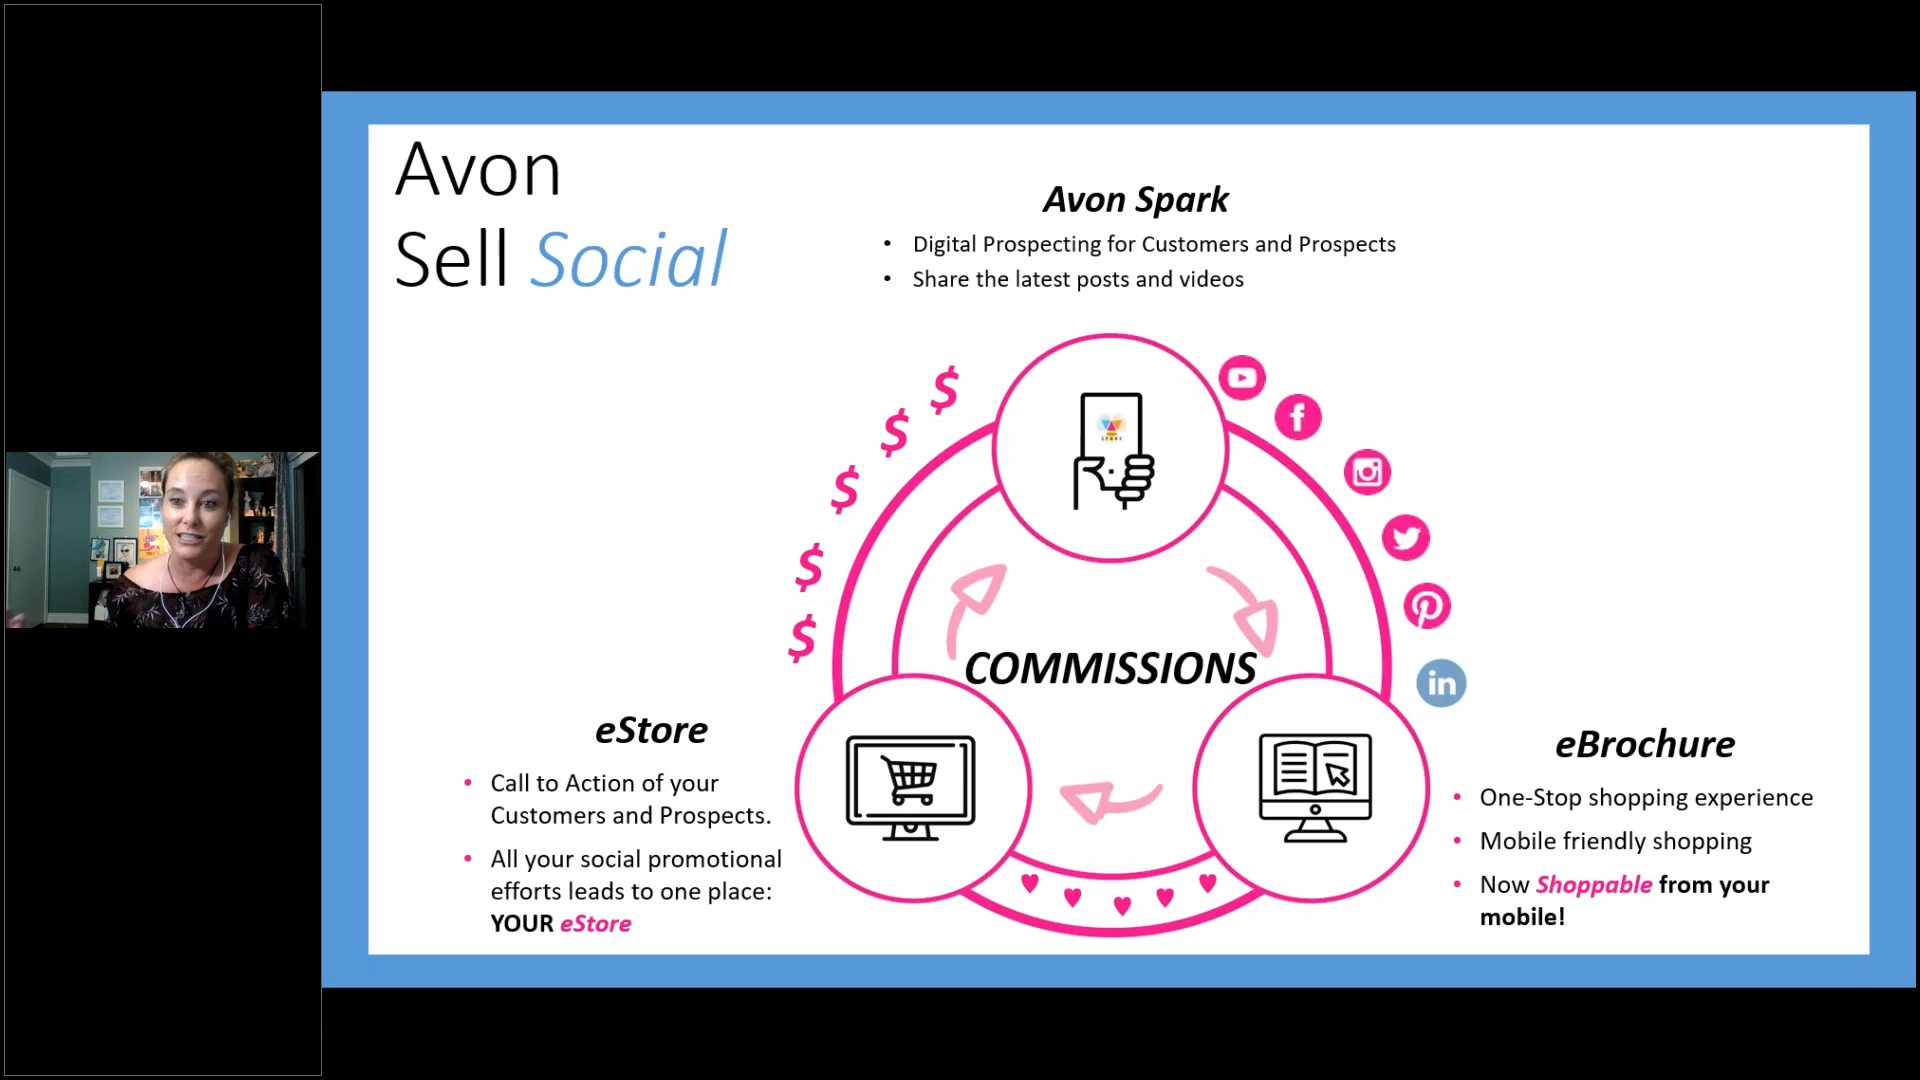 Avon
Sell Social
Avon Spark
• Digital Prospecting for Customers and Prospects
• Share the latest posts and videos
$
$
$
$
$
SPARK
f
in
COMMISSIONS
eStore
• Call to Action of your
Customers and Prospects.
• All your social promotional
efforts leads to one place:
YOUR eStore
eBrochure
• One-Stop shopping experience
• Mobile friendly shopping
• Now Shoppable from your
mobile!